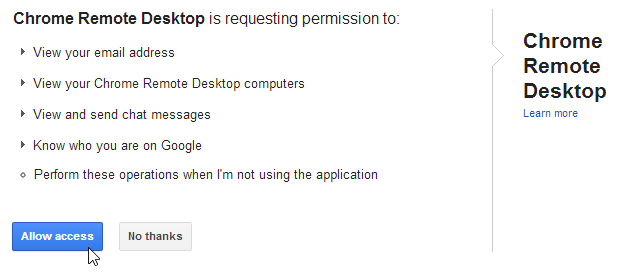 Chrome Remote Desktop is requesting permission to:
View your email address
View your Chrome Remote Desktop computers
View and send chat messages
Know who you are on Google
Perform these operations when I'm not using the application
Allow access
No thanks
Chrome
Remote
Desktop
Learn more